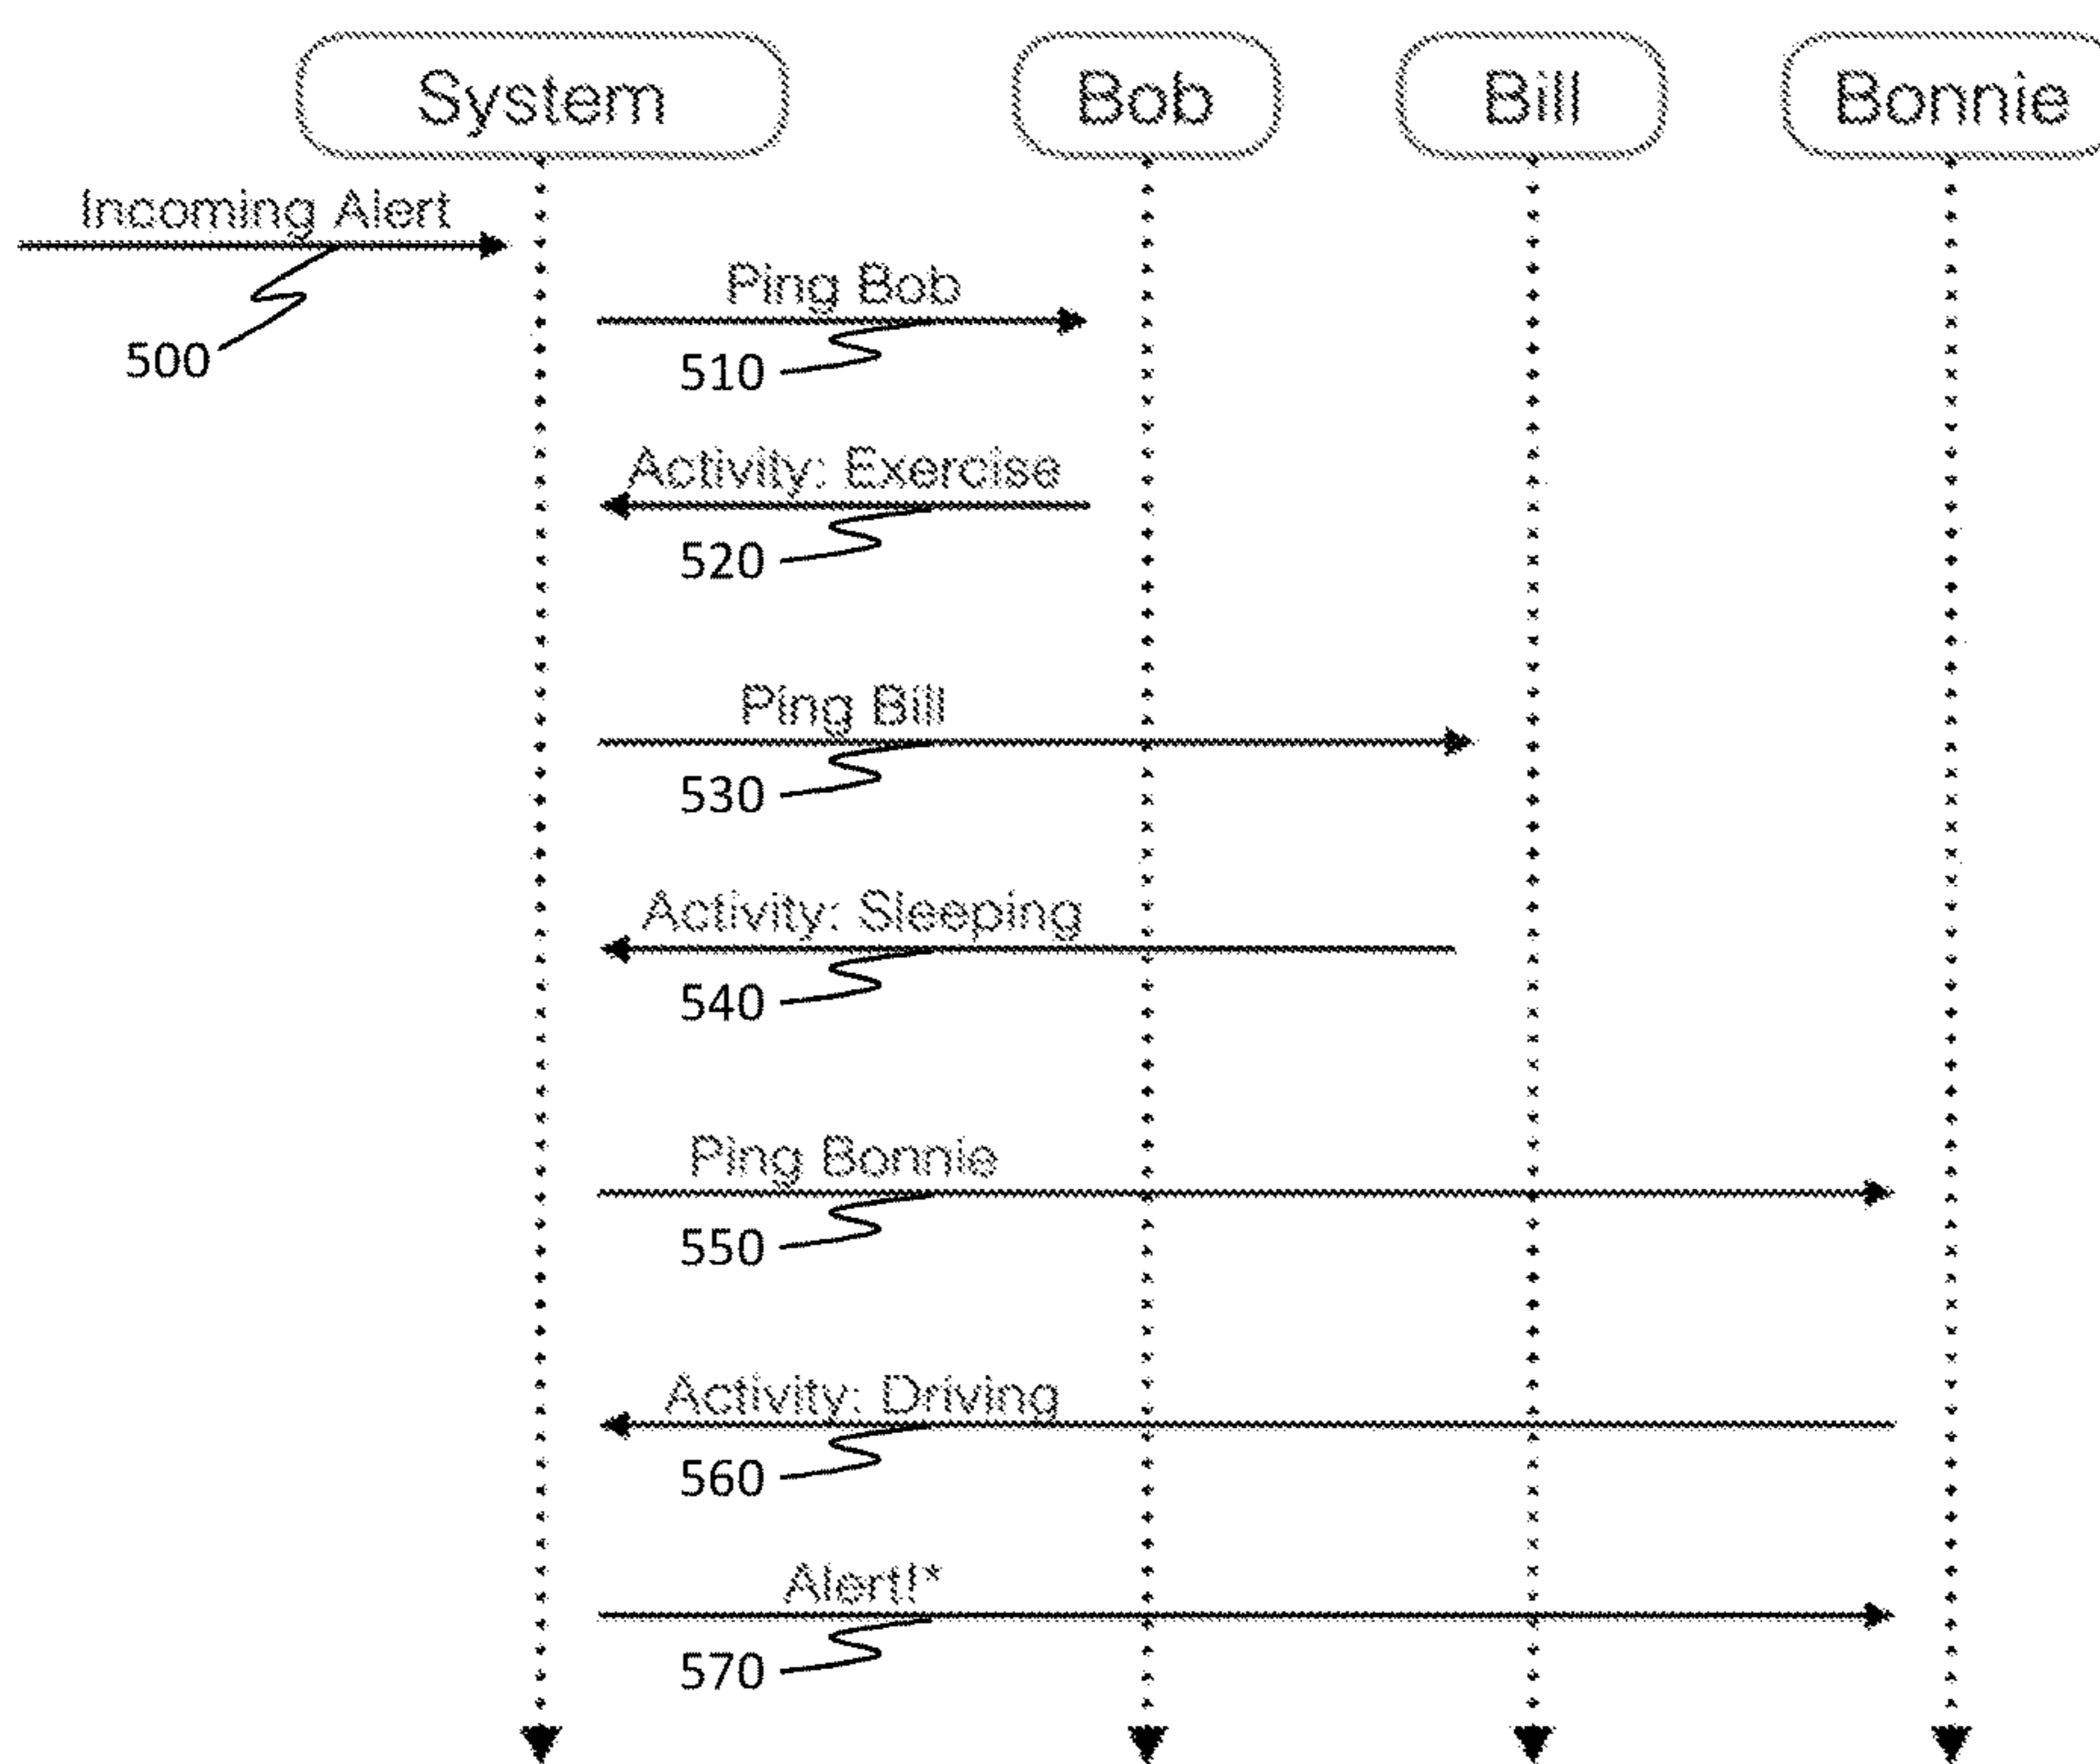 System
Bob
Bill
Bonnie
Incoming Alert
500
Ping Bob
510
Activity: Exercise
520
Ping Bill
530
Activity: Sleeping
540
Ping Bonnie
550
Activity: Driving
560
Alert!*
570